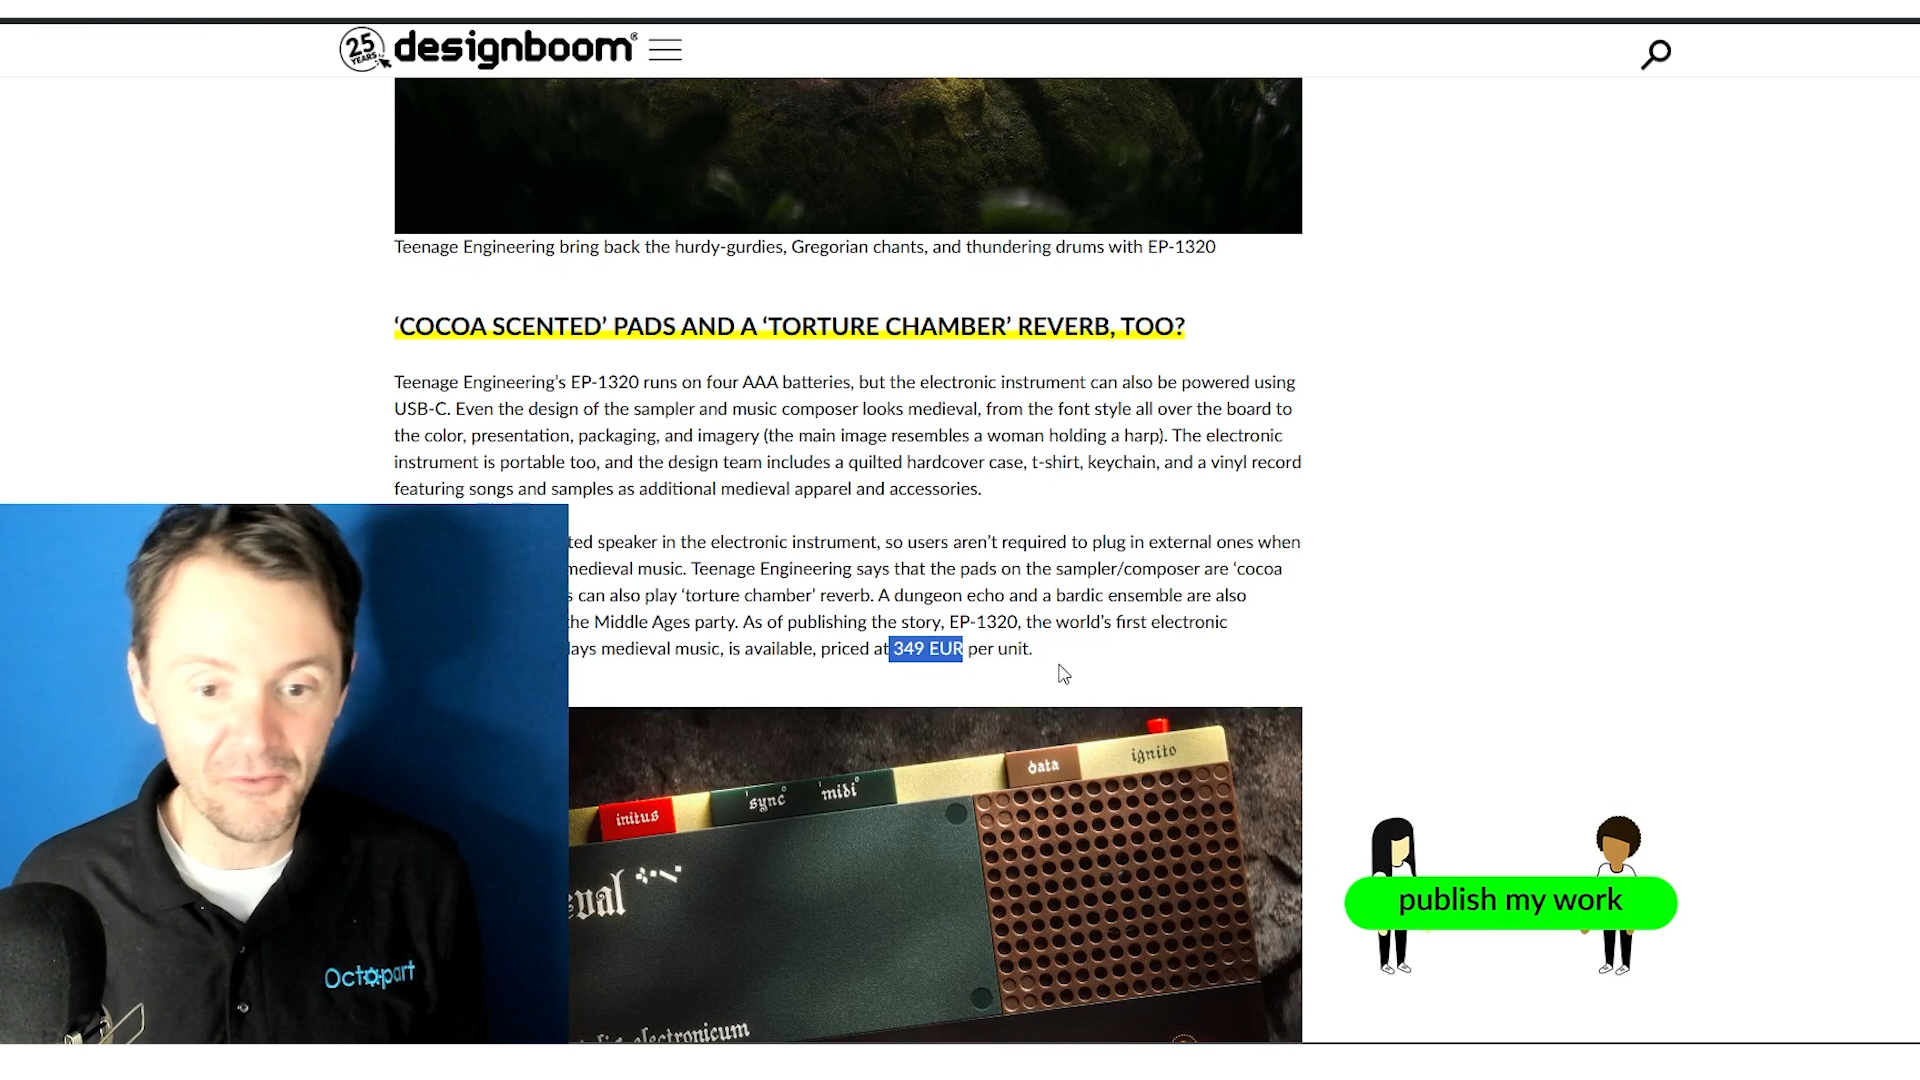 25 YEARS designboom®
Teenage Engineering bring back the hurdy-gurdies, Gregorian chants, and thundering drums with EP-1320
‘COCOA SCENTED’ PADS AND A ‘TORTURE CHAMBER’ REVERB, TOO?
Teenage Engineering’s EP-1320 runs on four AAA batteries, but the electronic instrument can also be powered using
USB-C. Even the design of the sampler and music composer looks medieval, from the font style all over the board to
the color, presentation, packaging, and imagery (the main image resembles a woman holding a harp). The electronic
instrument is portable too, and the design team includes a quilted hardcover case, t-shirt, keychain, and a vinyl record
featuring songs and samples as additional medieval apparel and accessories.
ted speaker in the electronic instrument, so users aren’t required to plug in external ones when
medieval music. Teenage Engineering says that the pads on the sampler/composer are ‘cocoa
s can also play ‘torture chamber’ reverb. A dungeon echo and a bardic ensemble are also
the Middle Ages party. As of publishing the story, EP-1320, the world’s first electronic
lays medieval music, is available, priced at 349 EUR per unit.
initus
sync
midi
data
ignito
eval
electronicum
Octopart
publish my work